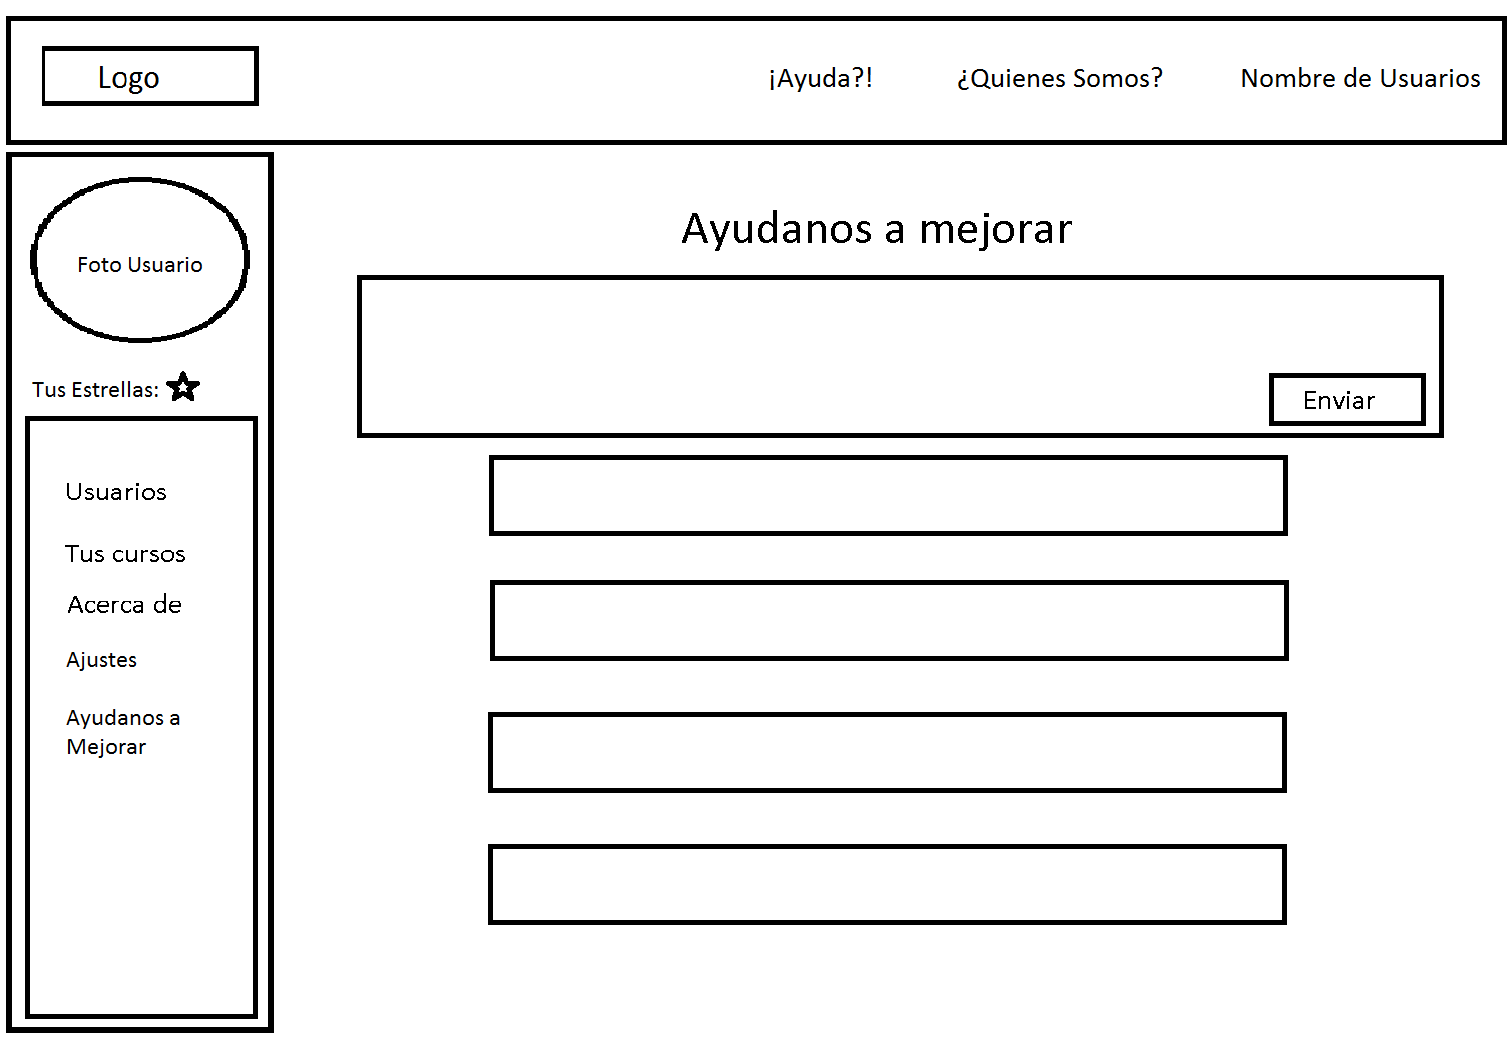 Logo
¡Ayuda?!
¿Quienes Somos?
Nombre de Usuarios
Foto Usuario
Tus Estrellas:
Usuarios
Tus cursos
Acerca de
Ajustes
Ayudanos a
Mejorar
Ayudanos a mejorar
Enviar